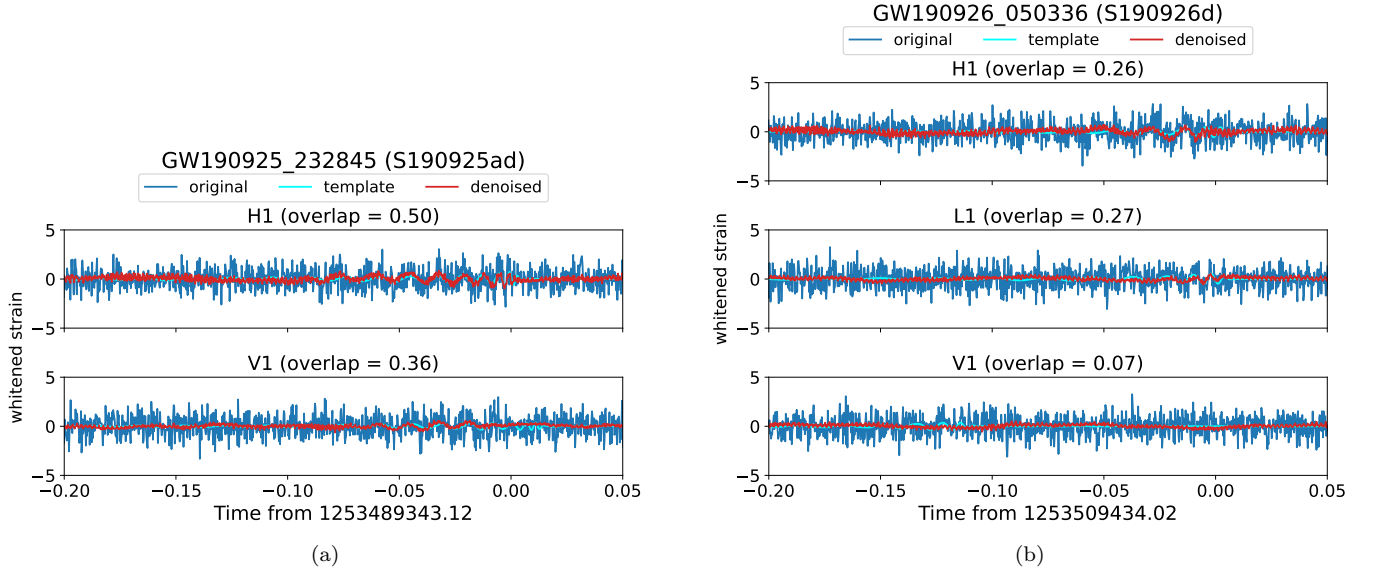 GW190925_232845 (S190925ad)
original template denoised
H1 (overlap = 0.50)
5
0
−5
V1 (overlap = 0.36)
5
0
−5
whitened strain
−0.20 −0.15 −0.10 −0.05 0.00 0.05
Time from 1253489343.12
(a)
GW190926_050336 (S190926d)
original template denoised
H1 (overlap = 0.26)
5
0
−5
L1 (overlap = 0.27)
5
0
−5
V1 (overlap = 0.07)
5
0
−5
whitened strain
−0.20 −0.15 −0.10 −0.05 0.00 0.05
Time from 1253509434.02
(b)